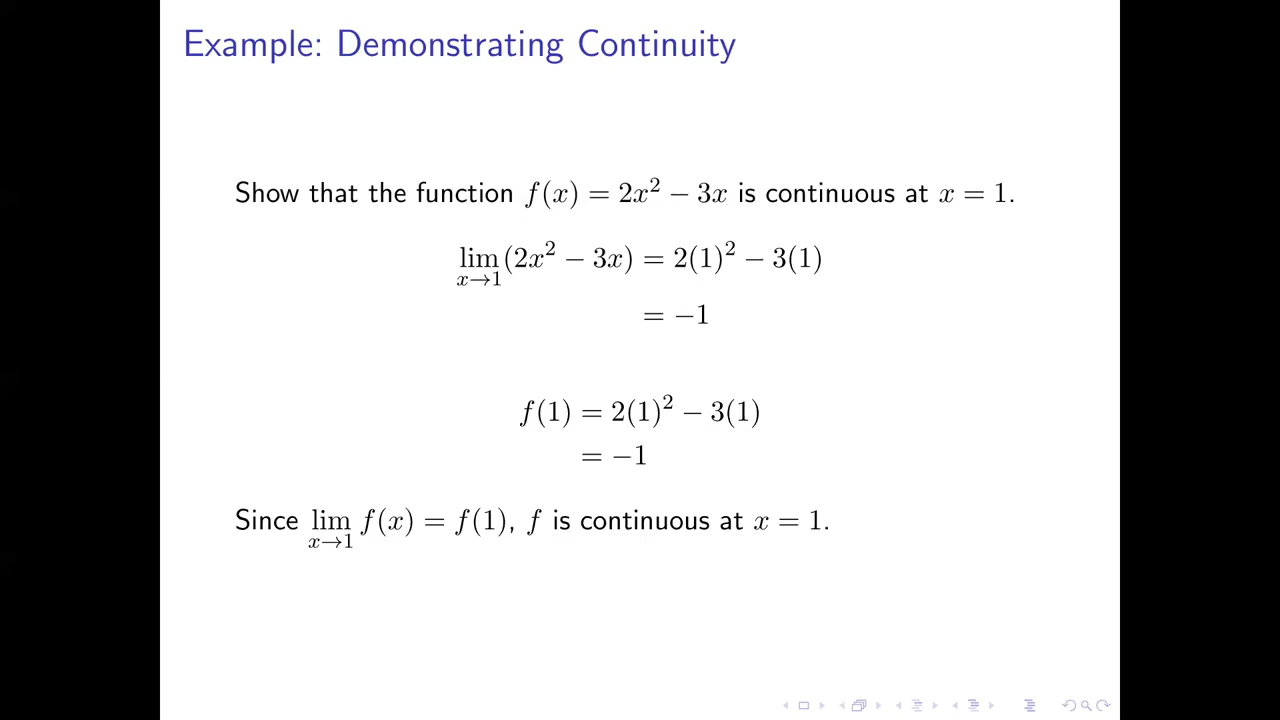 Example: Demonstrating Continuity
Show that the function f(x) = 2x² − 3x is continuous at x = 1.
lim x→1 (2x² − 3x) = 2(1)² − 3(1)
= −1
f(1) = 2(1)² − 3(1)
= −1
Since lim x→1 f(x) = f(1), f is continuous at x = 1.